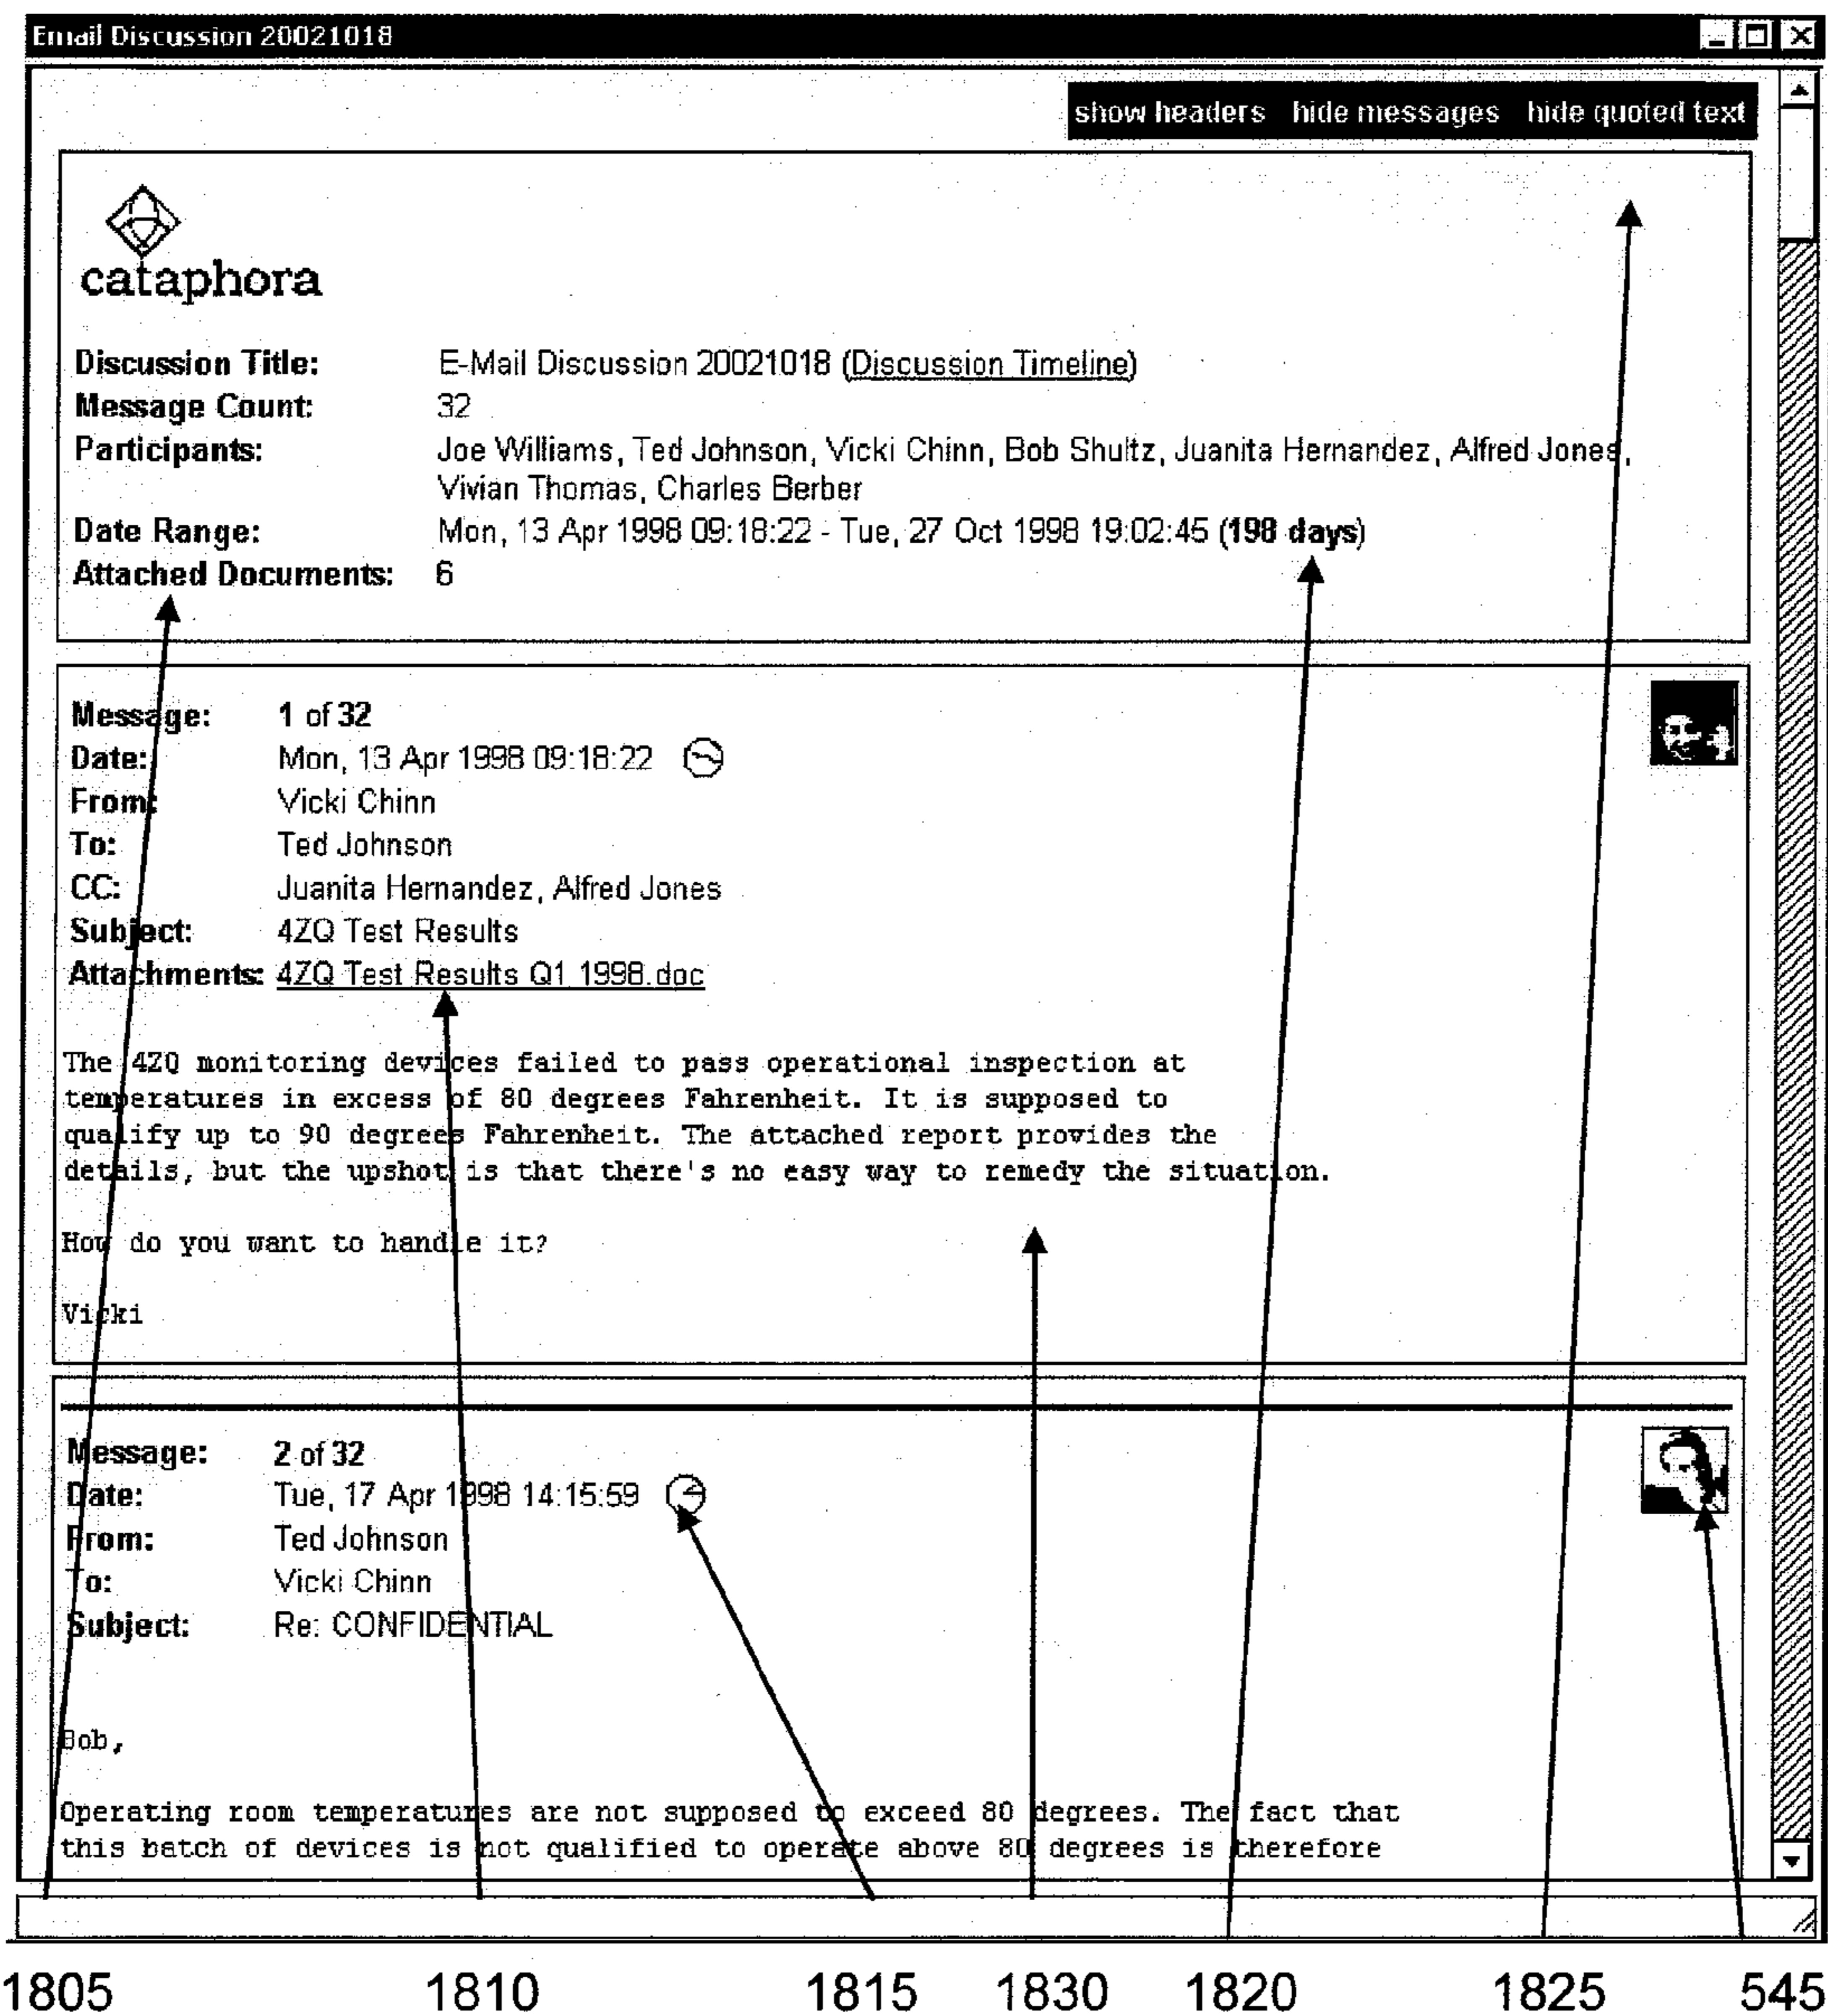 Email Discussion 20021018
show headers hide messages hide quoted text
cataphora
Discussion Title: E-Mail Discussion 20021018 (Discussion Timeline)
Message Count: 32
Participants: Joe Williams, Ted Johnson, Vicki Chinn, Bob Shultz, Juanita Hernandez, Alfred Jones,
Vivian Thomas, Charles Berber
Date Range: Mon, 13 Apr 1998 09:18:22 - Tue, 27 Oct 1998 19:02:45 (198 days)
Attached Documents: 6
Message: 1 of 32
Date: Mon, 13 Apr 1998 09:18:22
From: Vicki Chinn
To: Ted Johnson
CC: Juanita Hernandez, Alfred Jones
Subject: 4ZQ Test Results
Attachments: 4ZQ Test Results Q1 1998.doc
The 4ZQ monitoring devices failed to pass operational inspection at
temperatures in excess of 80 degrees Fahrenheit. It is supposed to
qualify up to 90 degrees Fahrenheit. The attached report provides the
details, but the upshot is that there's no easy way to remedy the situation.
How do you want to handle it?
Vicki
Message: 2 of 32
Date: Tue, 17 Apr 1998 14:15:59
From: Ted Johnson
To: Vicki Chinn
Subject: Re: CONFIDENTIAL
Bob,
Operating room temperatures are not supposed to exceed 80 degrees. The fact that
this batch of devices is not qualified to operate above 80 degrees is therefore
1805 1810 1815 1830 1820 1825 545